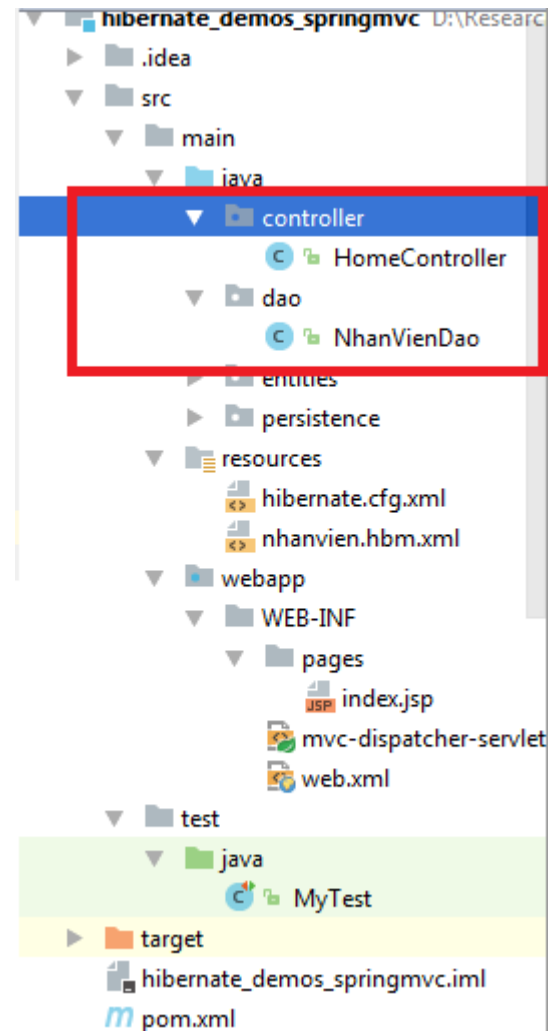 hibernate_demos_springmvc D:\Researc
.idea
src
main
java
controller
HomeController
dao
NhanVienDao
entities
persistence
resources
hibernate.cfg.xml
nhanvien.hbm.xml
webapp
WEB-INF
pages
JSP index.jsp
mvc-dispatcher-servlet
web.xml
test
java
C MyTest
target
hibernate_demos_springmvc.iml
m pom.xml